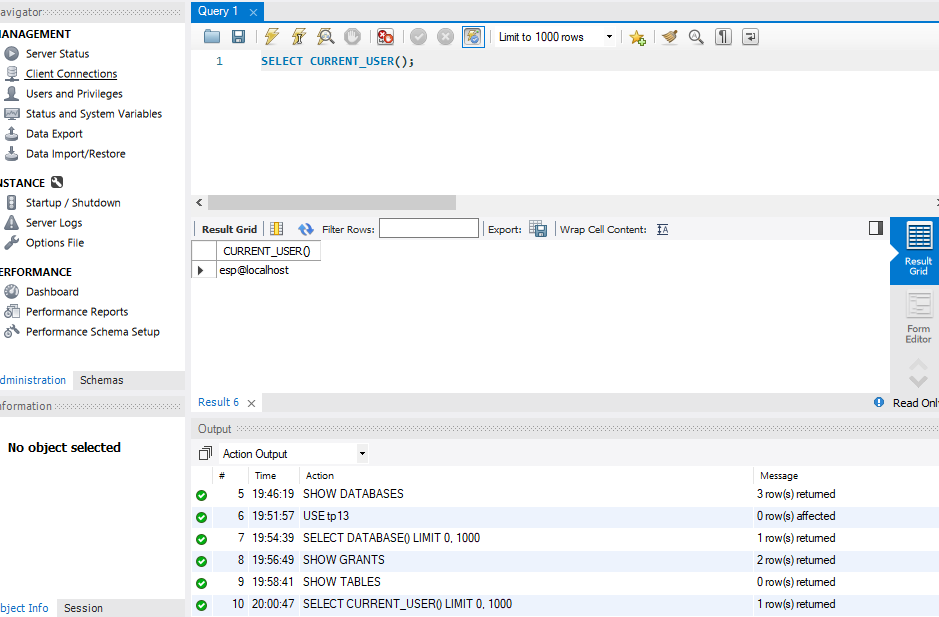 avigator
Query 1
ANAGEMENT
Server Status
Client Connections
Users and Privileges
Status and System Variables
Data Export
Data Import/Restore
NSTANCE
Startup / Shutdown
Server Logs
Options File
ERFORMANCE
Dashboard
Performance Reports
Performance Schema Setup
dministration Schemas
nformation
No object selected
bject Info Session
Limit to 1000 rows
1 SELECT CURRENT_USER();
Result Grid Filter Rows: Export: Wrap Cell Content:
CURRENT_USER()
esp@localhost
Result
Grid
Form
Editor
Result 6 Read Onl
Output
Action Output
# Time Action Message
5 19:46:19 SHOW DATABASES 3 row(s) returned
6 19:51:57 USE tp13 0 row(s) affected
7 19:54:39 SELECT DATABASE() LIMIT 0, 1000 1 row(s) returned
8 19:56:49 SHOW GRANTS 2 row(s) returned
9 19:58:41 SHOW TABLES 0 row(s) returned
10 20:00:47 SELECT CURRENT_USER() LIMIT 0, 1000 1 row(s) returned